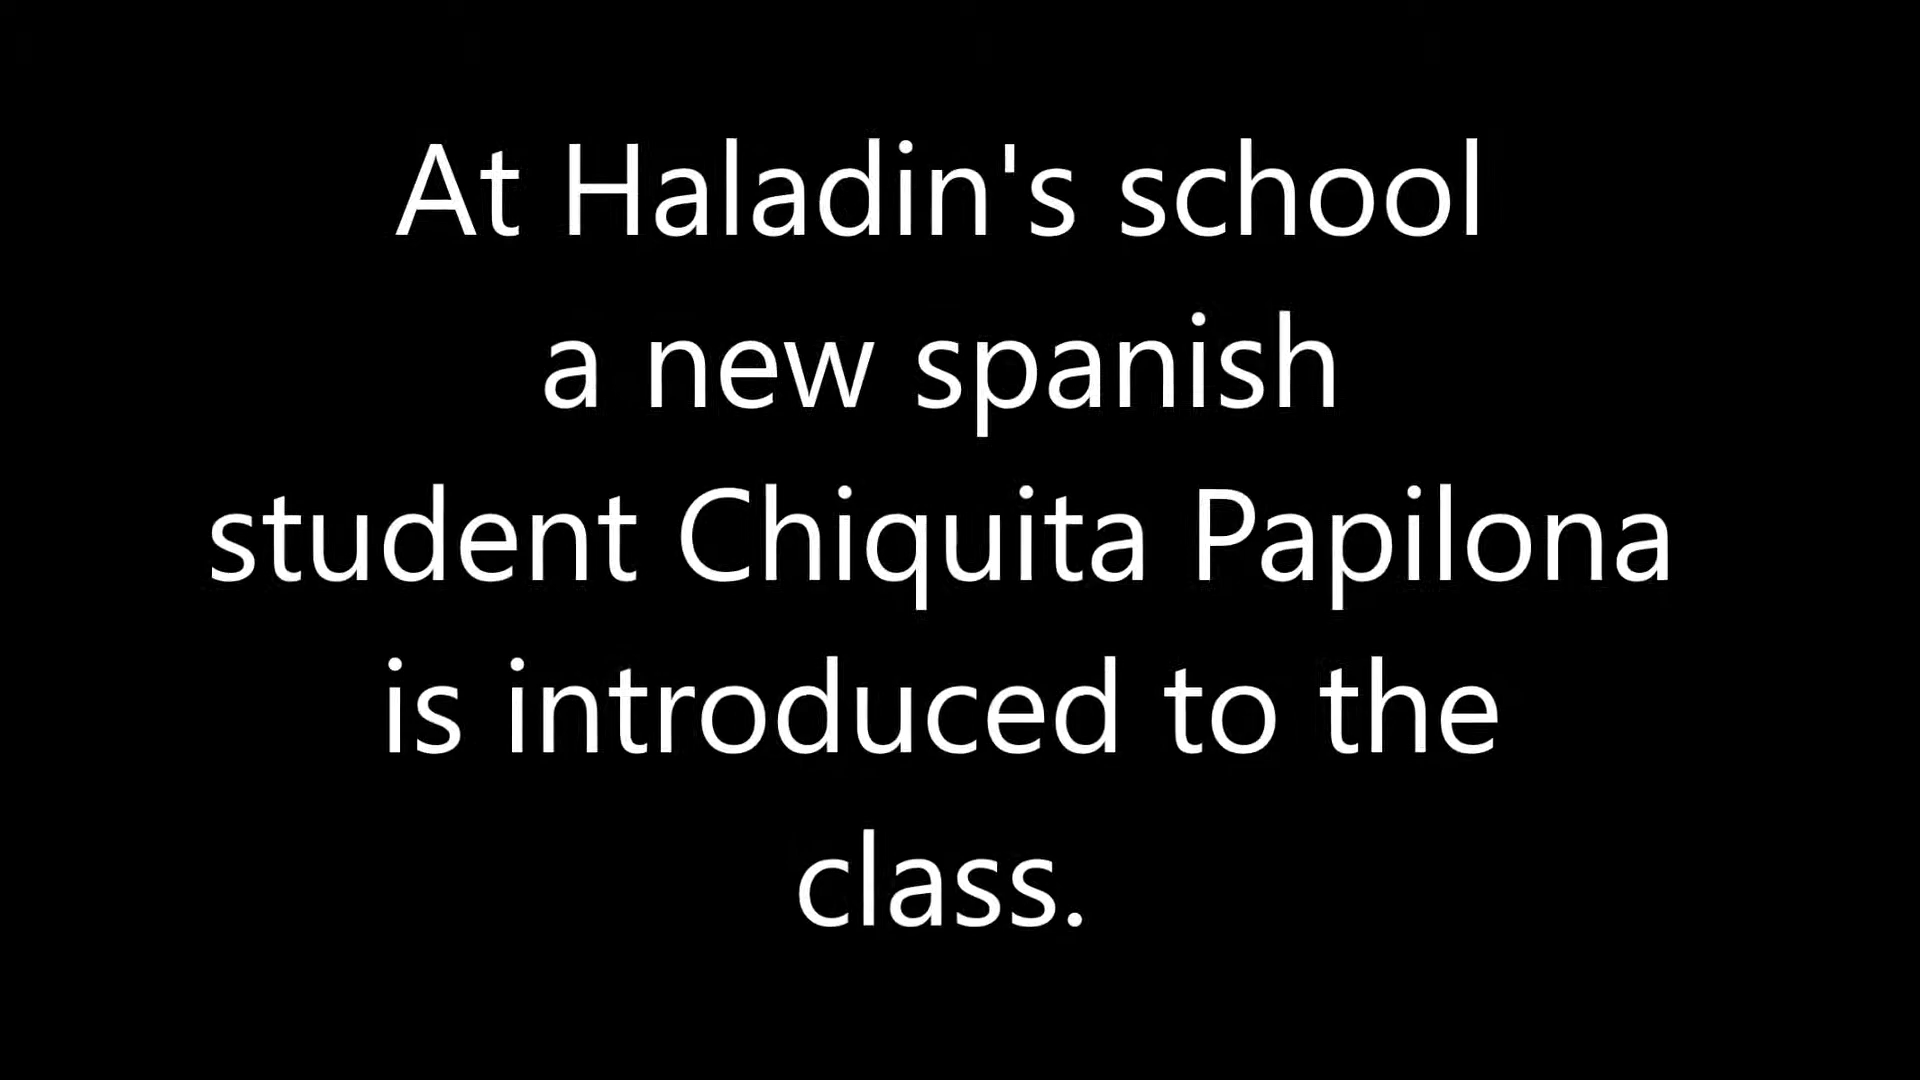 At Haladin's school
a new spanish
student Chiquita Papilona
is introduced to the
class.